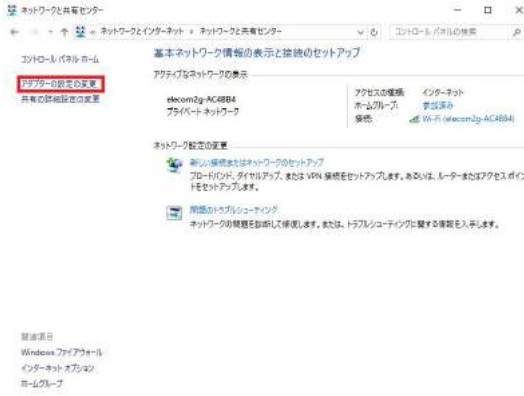 ネットワークと共有センター
« ネットワークとインターネット › ネットワークと共有センター
コントロール パネルの検索
コントロール パネル ホーム
アダプターの設定の変更
共有の詳細設定の変更
基本ネットワーク情報の表示と接続のセットアップ
アクティブなネットワークの表示
elecom2g-AC4BB4
プライベート ネットワーク
アクセスの種類: インターネット
ホームグループ: 参加済み
接続: Wi-Fi (elecom2g-AC4BB4)
ネットワーク設定の変更
新しい接続またはネットワークのセットアップ
ブロードバンド、ダイヤルアップ、または VPN 接続をセットアップします。あるいは、ルーターまたはアクセス ポイン
トをセットアップします。
問題のトラブルシューティング
ネットワークの問題を診断して修復します。または、トラブルシューティングに関する情報を入手します。
関連項目
Windows ファイアウォール
インターネット オプション
ホームグループ